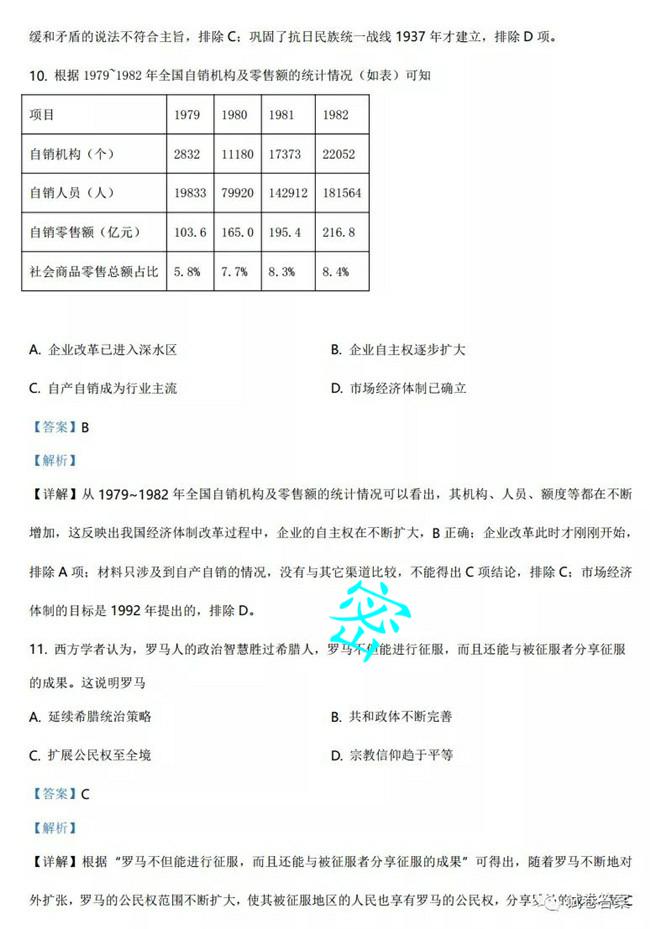 缓和矛盾的说法不符合主旨，排除 C；巩固了抗日民族统一战线 1937 年才建立，排除 D 项。
10. 根据 1979~1982 年全国自销机构及零售额的统计情况（如表）可知
项目 1979 1980 1981 1982
自销机构（个） 2832 11180 17373 22052
自销人员（人） 19833 79920 142912 181564
自销零售额（亿元） 103.6 165.0 195.4 216.8
社会商品零售总额占比 5.8% 7.7% 8.3% 8.4%
A. 企业改革已进入深水区 B. 企业自主权逐步扩大
C. 自产自销成为行业主流 D. 市场经济体制已确立
【答案】B
【解析】
【详解】从 1979~1982 年全国自销机构及零售额的统计情况可以看出，其机构、人员、额度等都在不断
增加，这反映出我国经济体制改革过程中，企业的自主权在不断扩大，B 正确；企业改革此时才刚刚开始，
排除 A 项；材料只涉及到自产自销的情况，没有与其它渠道比较，不能得出 C 项结论，排除 C；市场经济
体制的目标是 1992 年提出的，排除 D。
密
11. 西方学者认为，罗马人的政治智慧胜过希腊人，罗马不但能进行征服，而且还能与被征服者分享征服
的成果。这说明罗马
A. 延续希腊统治策略 B. 共和政体不断完善
C. 扩展公民权至全境 D. 宗教信仰趋于平等
【答案】C
【解析】
【详解】根据“罗马不但能进行征服，而且还能与被征服者分享征服的成果”可得出，随着罗马不断地对
外扩张，罗马的公民权范围不断扩大，使其被征服地区的人民也享有罗马的公民权，分享
试卷答案